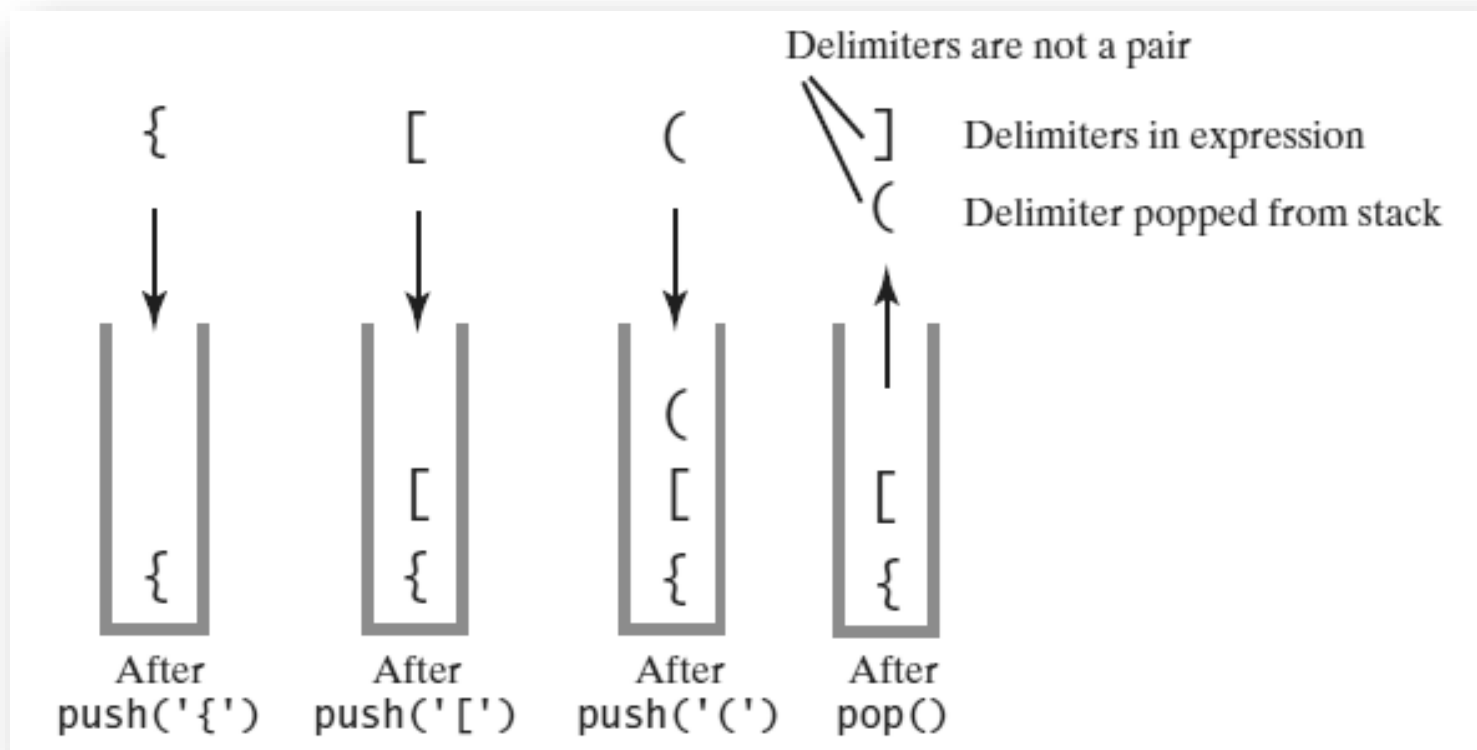 Delimiters are not a pair
{ [ ( ] Delimiters in expression
( Delimiter popped from stack
(
[ [ [
{ { { {
After After After After
push('{') push('[') push('(') pop()